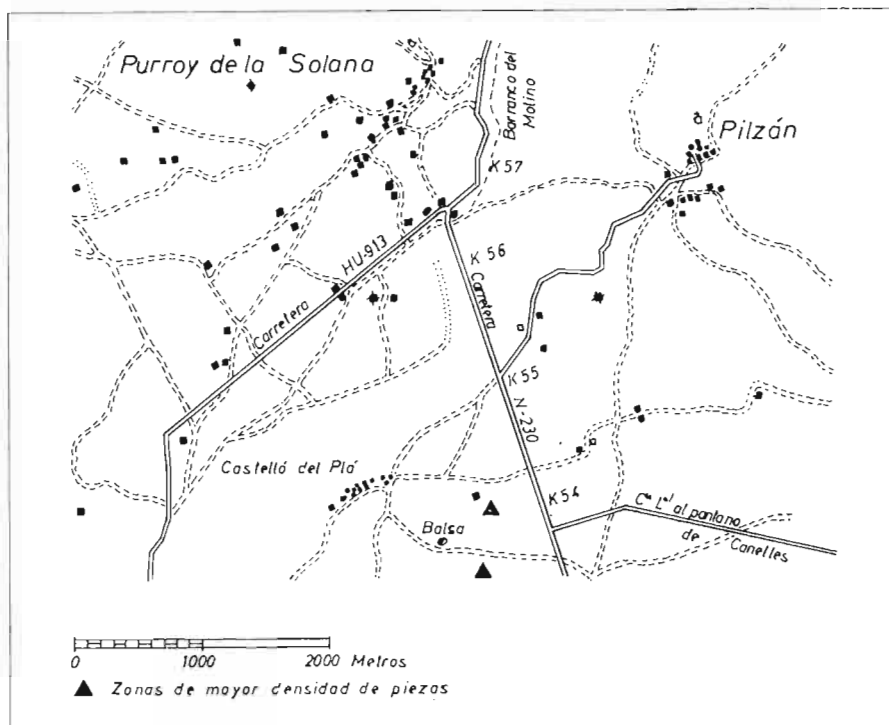 Purroy de la Solana
Barranco del
Molino
Pilzán
K 57
K 56
HU-913
Carretera
Carretera
K 55
N-230
Castelló del Plá
K 54
Cª Lᵃˡ al pantano
de Canelles
Balsa
0 1000 2000 Metros
▲ Zonas de mayor densidad de piezas